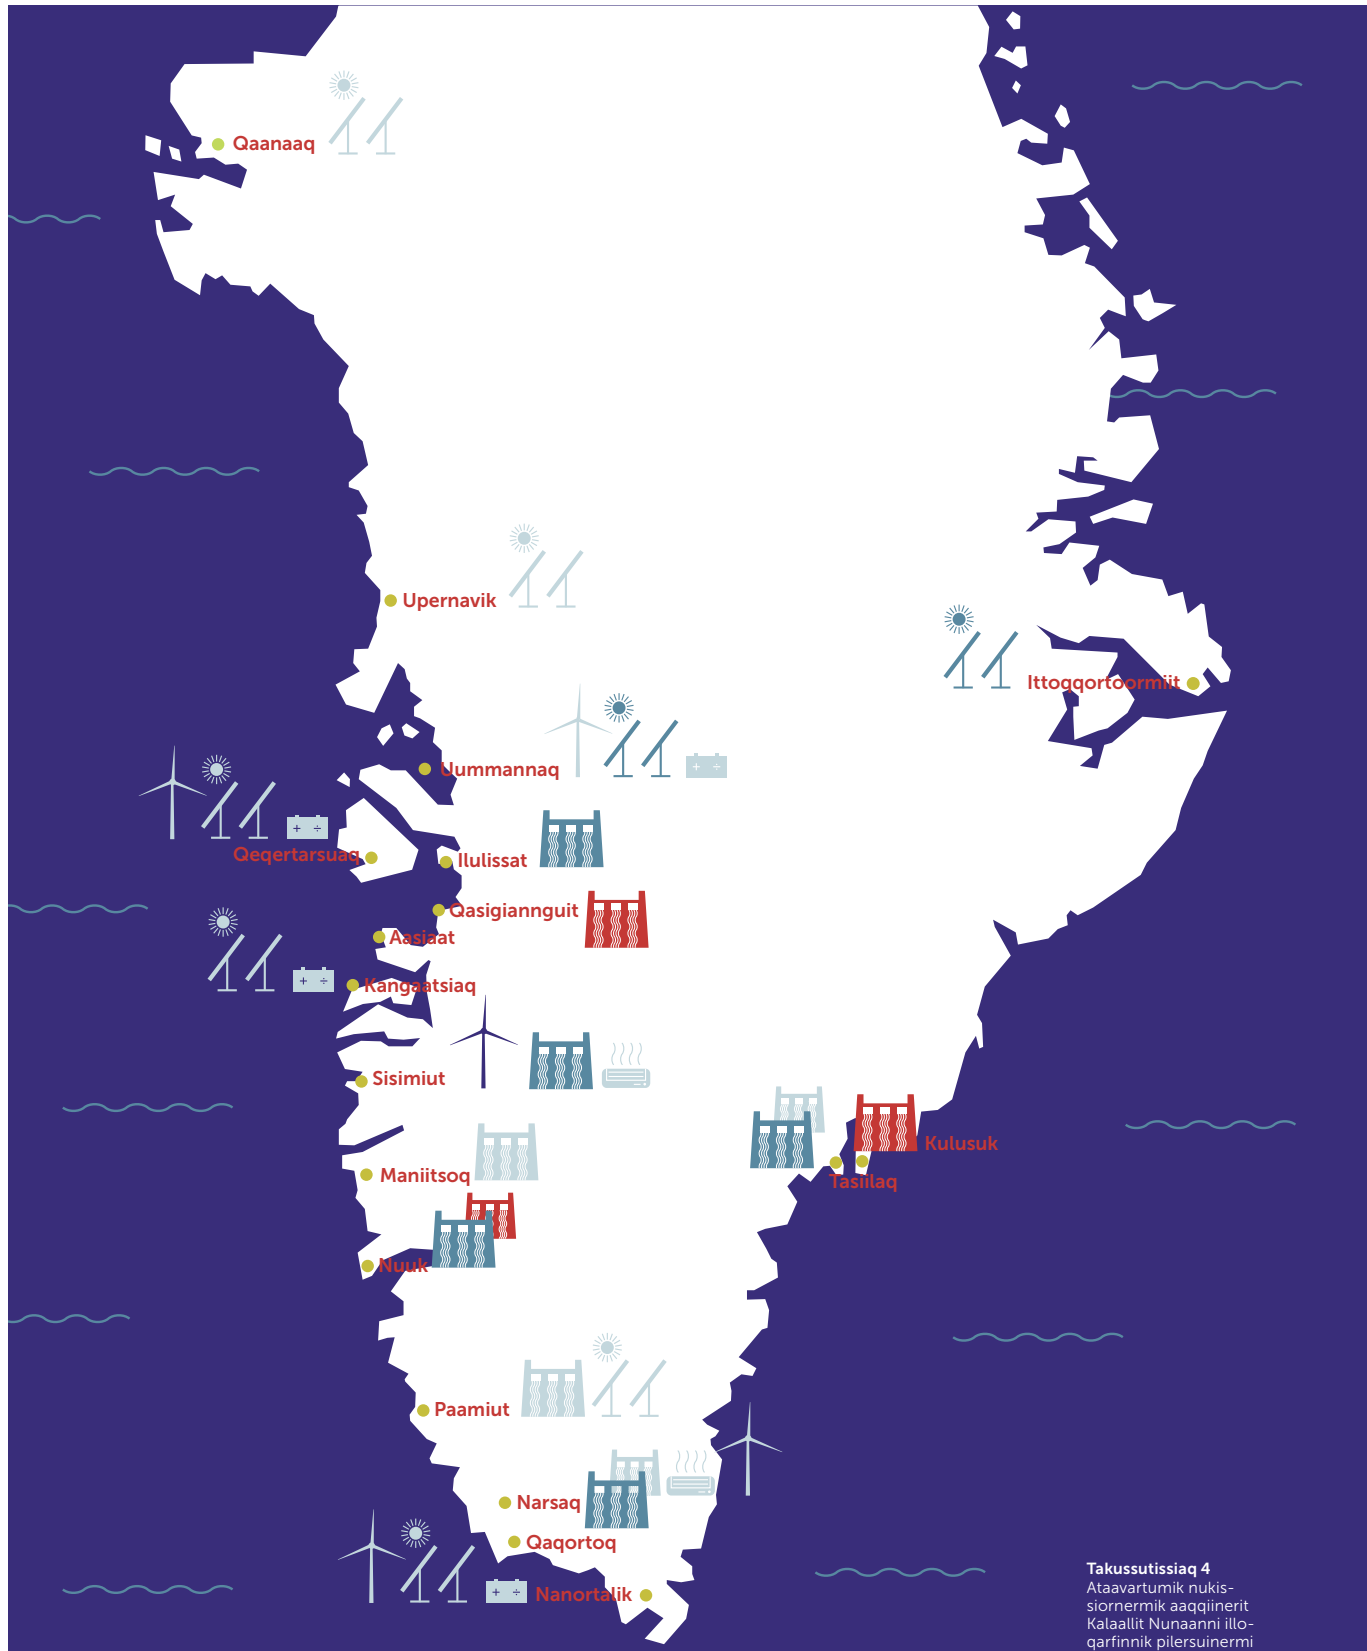 Qaanaaq
Upernavik
Ittoqqortoormiit
Uummannaq
Qeqertarsuaq
Ilulissat
Qasigiannguit
Aasiaat
Kangaatsiaq
Sisimiut
Kulusuk
Maniitsoq
Tasiilaq
Nuuk
Paamiut
Narsaq
Qaqortoq
Nanortalik
Takussutissiaq 4
Ataavartumik nukis-
siornermik aaqqiinerit
Kalaallit Nunaanni illo-
qarfinnik pilersuinermi